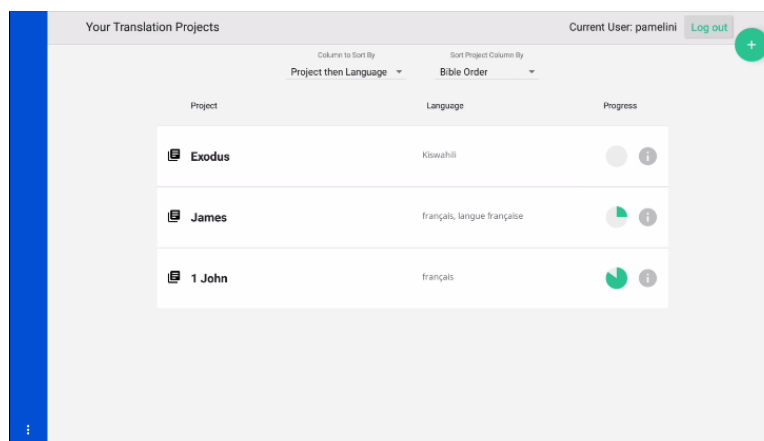 Your Translation Projects
Current User: pamelini
Log out
Column to Sort By
Sort Project Column By
Project then Language
Bible Order
Project
Language
Progress
Exodus
Kiswahili
James
français, langue française
1 John
français